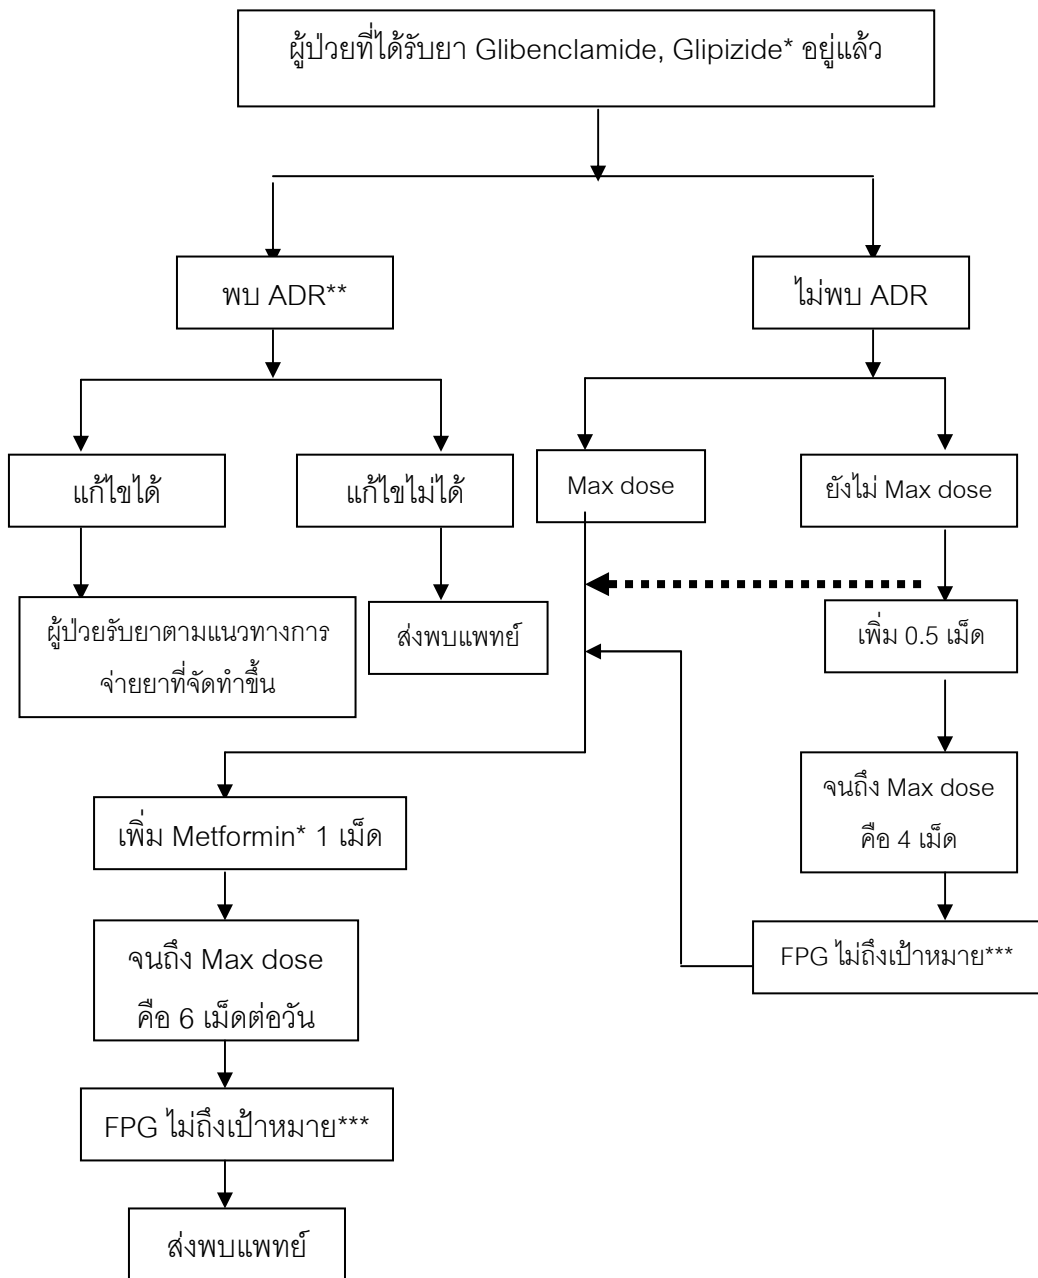 ผู้ป่วยที่ได้รับยา Glibenclamide, Glipizide* อยู่แล้ว
พบ ADR**
ไม่พบ ADR
แก้ไขได้
แก้ไขไม่ได้
Max dose
ยังไม่ Max dose
ผู้ป่วยรับยาตามแนวทางการ
จ่ายยาที่จัดทำขึ้น
ส่งพบแพทย์
เพิ่ม 0.5 เม็ด
จนถึง Max dose
คือ 4 เม็ด
FPG ไม่ถึงเป้าหมาย***
เพิ่ม Metformin* 1 เม็ด
จนถึง Max dose
คือ 6 เม็ดต่อวัน
FPG ไม่ถึงเป้าหมาย***
ส่งพบแพทย์